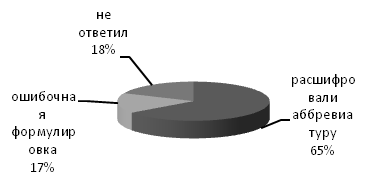 не
ответил
18%
расшифро
вали
аббревиа
туру
65%
ошибочна
я
формулир
овка
17%